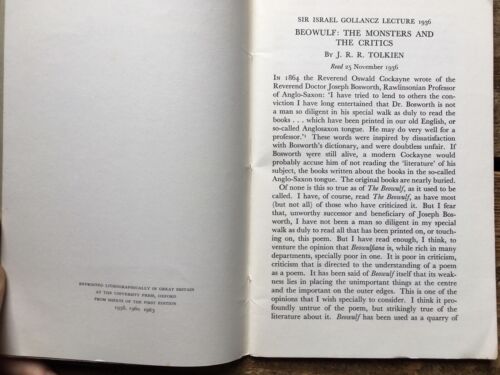 REPRINTED LITHOGRAPHICALLY IN GREAT BRITAIN
AT THE UNIVERSITY PRESS, OXFORD
FROM SHEETS OF THE FIRST EDITION
1958, 1960, 1963
SIR ISRAEL GOLLANCZ LECTURE 1936
BEOWULF: THE MONSTERS AND
THE CRITICS
By J. R. R. TOLKIEN
Read 25 November 1936
In 1864 the Reverend Oswald Cockayne wrote of the
Reverend Doctor Joseph Bosworth, Rawlinsonian Professor
of Anglo-Saxon: 'I have tried to lend to others the con-
viction I have long entertained that Dr. Bosworth is not
a man so diligent in his special walk as duly to read the
books . . . which have been printed in our old English, or
so-called Anglosaxon tongue. He may do very well for a
professor.'¹ These words were inspired by dissatisfaction
with Bosworth's dictionary, and were doubtless unfair. If
Bosworth were still alive, a modern Cockayne would
probably accuse him of not reading the 'literature' of his
subject, the books written about the books in the so-called
Anglo-Saxon tongue. The original books are nearly buried.
Of none is this so true as of The Beowulf, as it used to be
called. I have, of course, read The Beowulf, as have most
(but not all) of those who have criticized it. But I fear
that, unworthy successor and beneficiary of Joseph Bos-
worth, I have not been a man so diligent in my special
walk as duly to read all that has been printed on, or touch-
ing on, this poem. But I have read enough, I think, to
venture the opinion that Beowulfiana is, while rich in many
departments, specially poor in one. It is poor in criticism,
criticism that is directed to the understanding of a poem
as a poem. It has been said of Beowulf itself that its weak-
ness lies in placing the unimportant things at the centre
and the important on the outer edges. This is one of the
opinions that I wish specially to consider. I think it pro-
foundly untrue of the poem, but strikingly true of the
literature about it. Beowulf has been used as a quarry of